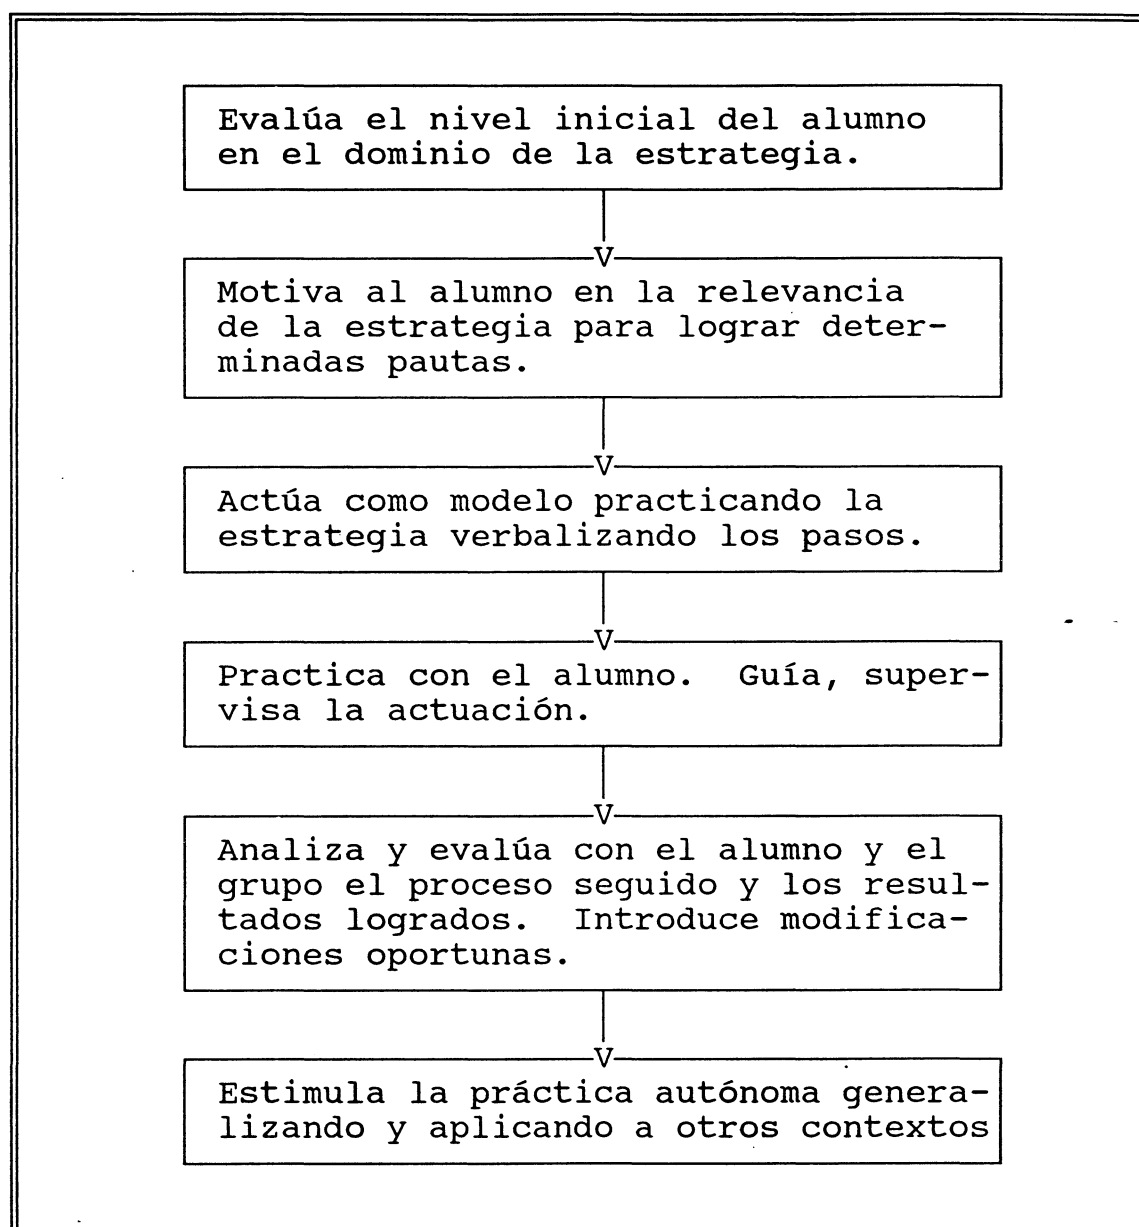 Evalúa el nivel inicial del alumno
en el dominio de la estrategia.
Motiva al alumno en la relevancia
de la estrategia para lograr deter-
minadas pautas.
Actúa como modelo practicando la
estrategia verbalizando los pasos.
Practica con el alumno. Guía, super-
visa la actuación.
Analiza y evalúa con el alumno y el
grupo el proceso seguido y los resul-
tados logrados. Introduce modifica-
ciones oportunas.
Estimula la práctica autónoma genera-
lizando y aplicando a otros contextos